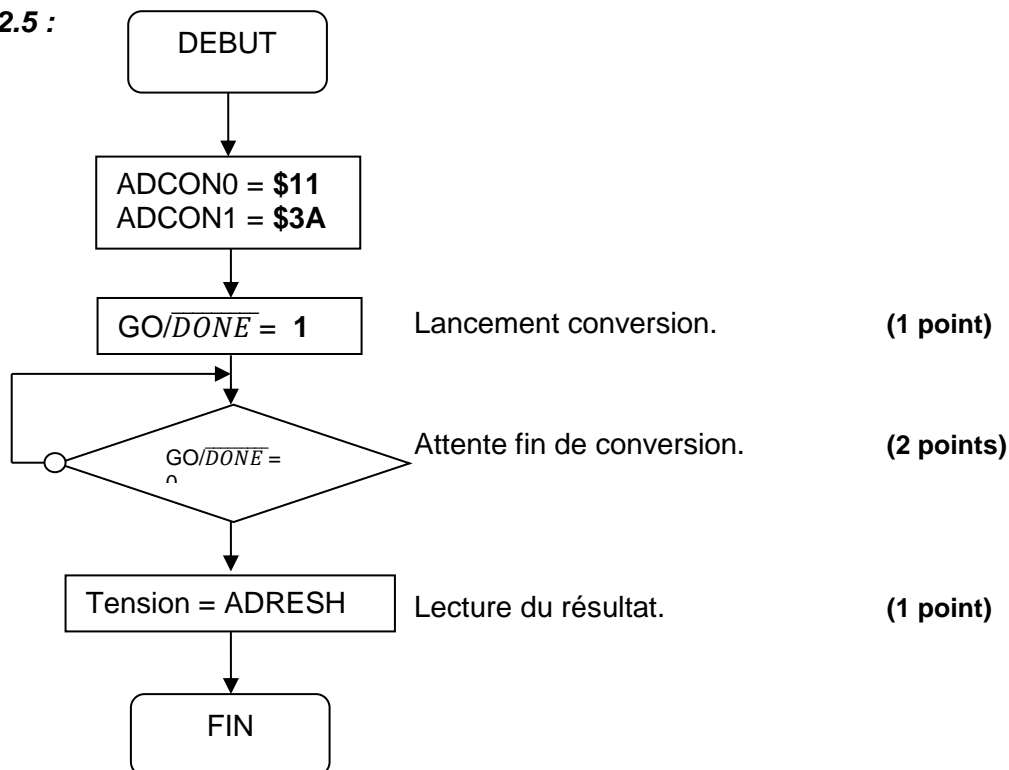 2.5 :
DEBUT
ADCON0 = $11
ADCON1 = $3A
GO/DONE = 1 Lancement conversion. (1 point)
GO/DONE = Attente fin de conversion. (2 points)
0
Tension = ADRESH Lecture du résultat. (1 point)
FIN